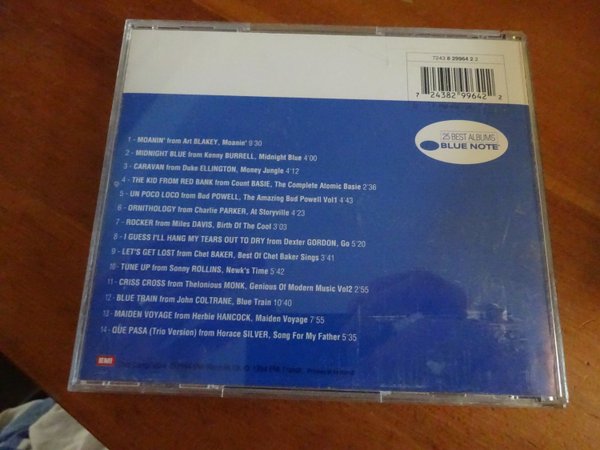 7243 8 29964 2 2
7 24382 99642 2
25 BEST ALBUMS
BLUE NOTE
1 - MOANIN' from Art BLAKEY, Moanin' 9'30
2 - MIDNIGHT BLUE from Kenny BURRELL, Midnight Blue 4'00
3 - CARAVAN from Duke ELLINGTON, Money Jungle 4'12
4 - THE KID FROM RED BANK from Count BASIE, The Complete Atomic Basie 2'36
5 - UN POCO LOCO from Bud POWELL, The Amazing Bud Powell Vol1 4'43
6 - ORNITHOLOGY from Charlie PARKER, At Storyville 4'31
7 - ROCKER from Miles DAVIS, Birth Of The Cool 3'03
8 - I GUESS I'LL HANG MY TEARS OUT TO DRY from Dexter GORDON, Go 5'20
9 - LET'S GET LOST from Chet BAKER, Best Of Chet Baker Sings 3'41
10 - TUNE UP from Sonny ROLLINS, Newk's Time 5'42
11 - CRISS CROSS from Thelonious MONK, Genious Of Modern Music Vol2 2'55
12 - BLUE TRAIN from John COLTRANE, Blue Train 10'40
13 - MAIDEN VOYAGE from Herbie HANCOCK, Maiden Voyage 7'55
14 - QUE PASA (Trio Version) from Horace SILVER, Song For My Father 5'35
EMI